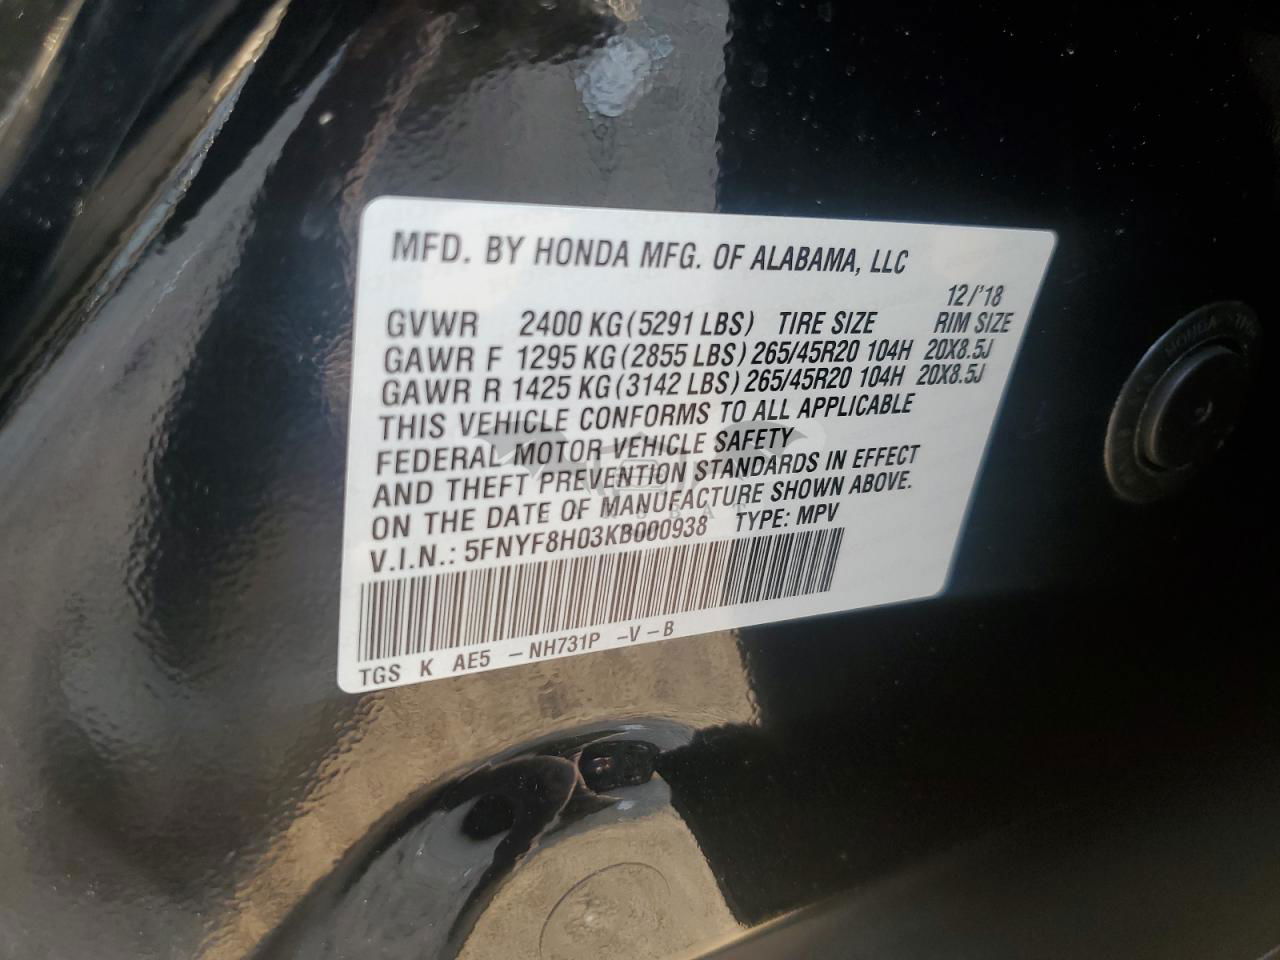 MFD. BY HONDA MFG. OF ALABAMA, LLC
12/'18
GVWR 2400 KG (5291 LBS) TIRE SIZE RIM SIZE
GAWR F 1295 KG (2855 LBS) 265/45R20 104H 20X8.5J
GAWR R 1425 KG (3142 LBS) 265/45R20 104H 20X8.5J
THIS VEHICLE CONFORMS TO ALL APPLICABLE
FEDERAL MOTOR VEHICLE SAFETY
AND THEFT PREVENTION STANDARDS IN EFFECT
ON THE DATE OF MANUFACTURE SHOWN ABOVE.
V.I.N.: 5FNYF8H03KB000938 TYPE: MPV
TGS K AE5 -NH731P -V-B
HONDA